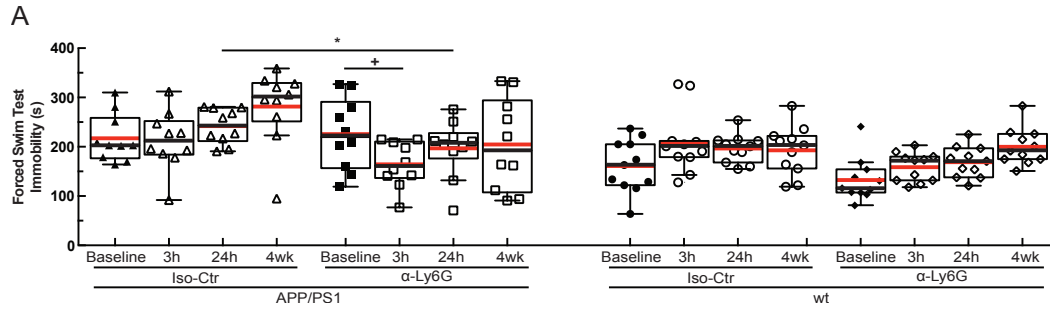 A
Forced Swim Test
Immobility (s)
400
300
200
100
0
*
+
Baseline 3h 24h 4wk Baseline 3h 24h 4wk Baseline 3h 24h 4wk Baseline 3h 24h 4wk
Iso-Ctr α-Ly6G Iso-Ctr α-Ly6G
APP/PS1 wt